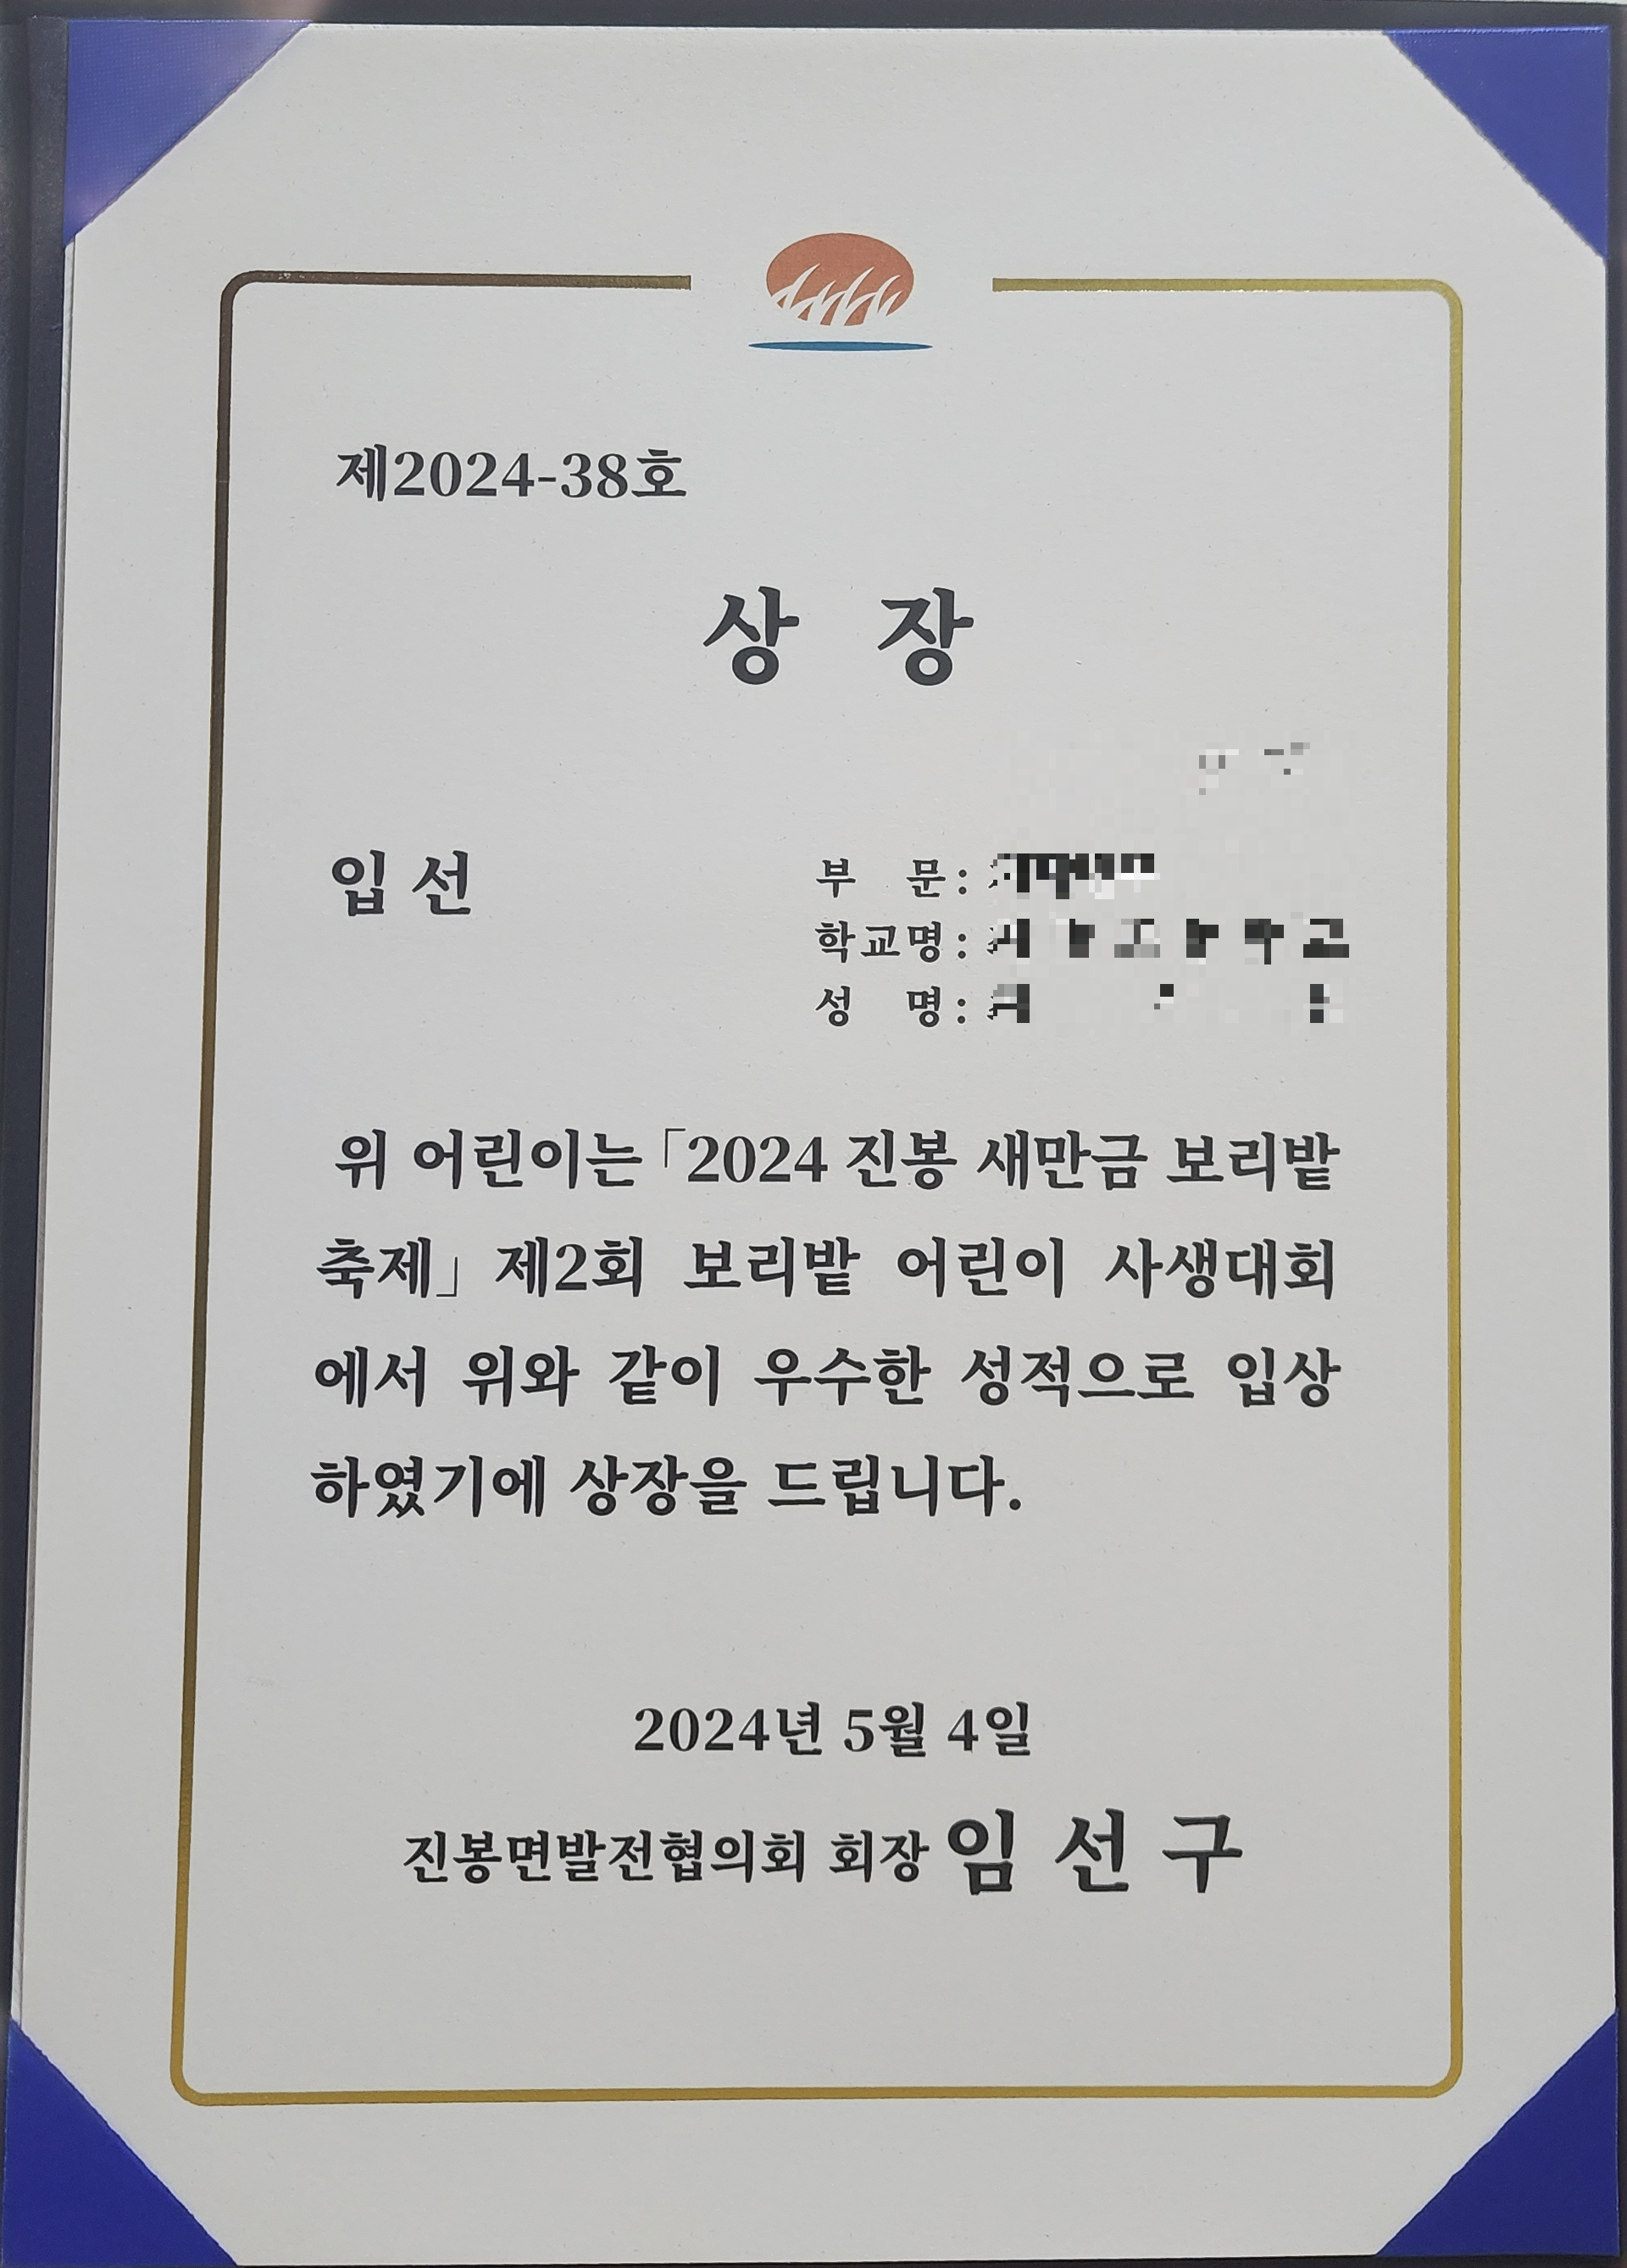 제2024-38호
상 장
입 선
부 문 :
학교명 :
성 명 :
위 어린이는 「2024 진봉 새만금 보리밭
축제」 제2회 보리밭 어린이 사생대회
에서 위와 같이 우수한 성적으로 입상
하였기에 상장을 드립니다.
2024년 5월 4일
진봉면발전협의회 회장 임 선 구